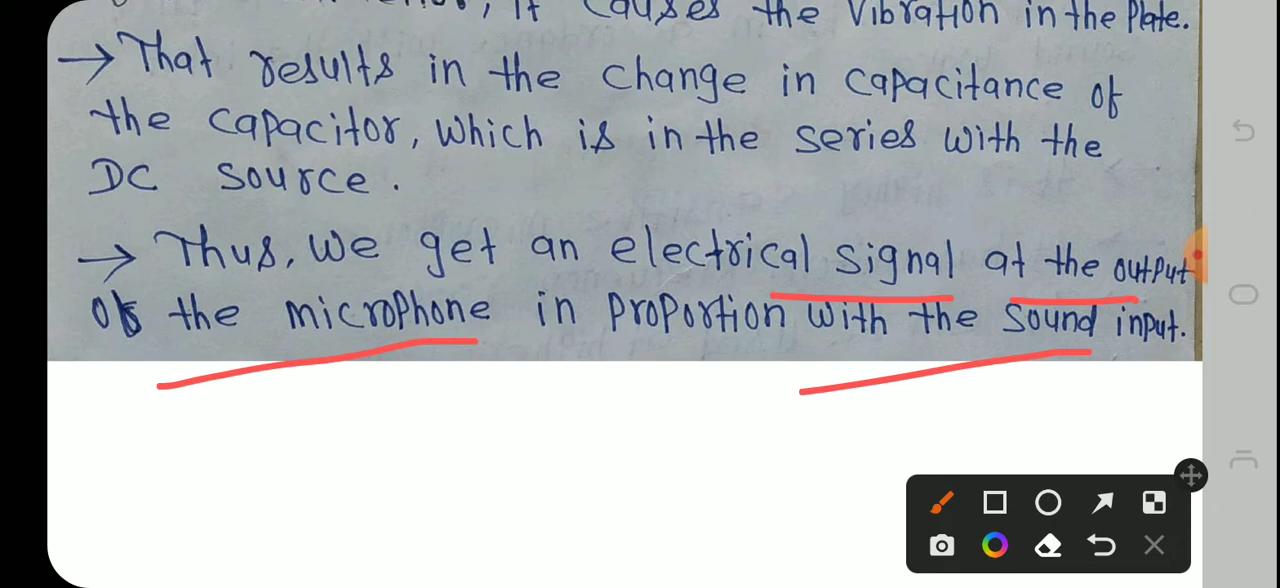 , it causes the Vibration in the Plate.
→ That results in the change in capacitance of
the capacitor, which is in the series with the
DC source.
→ Thus, we get an electrical signal at the output
of the microphone in proportion with the sound input.